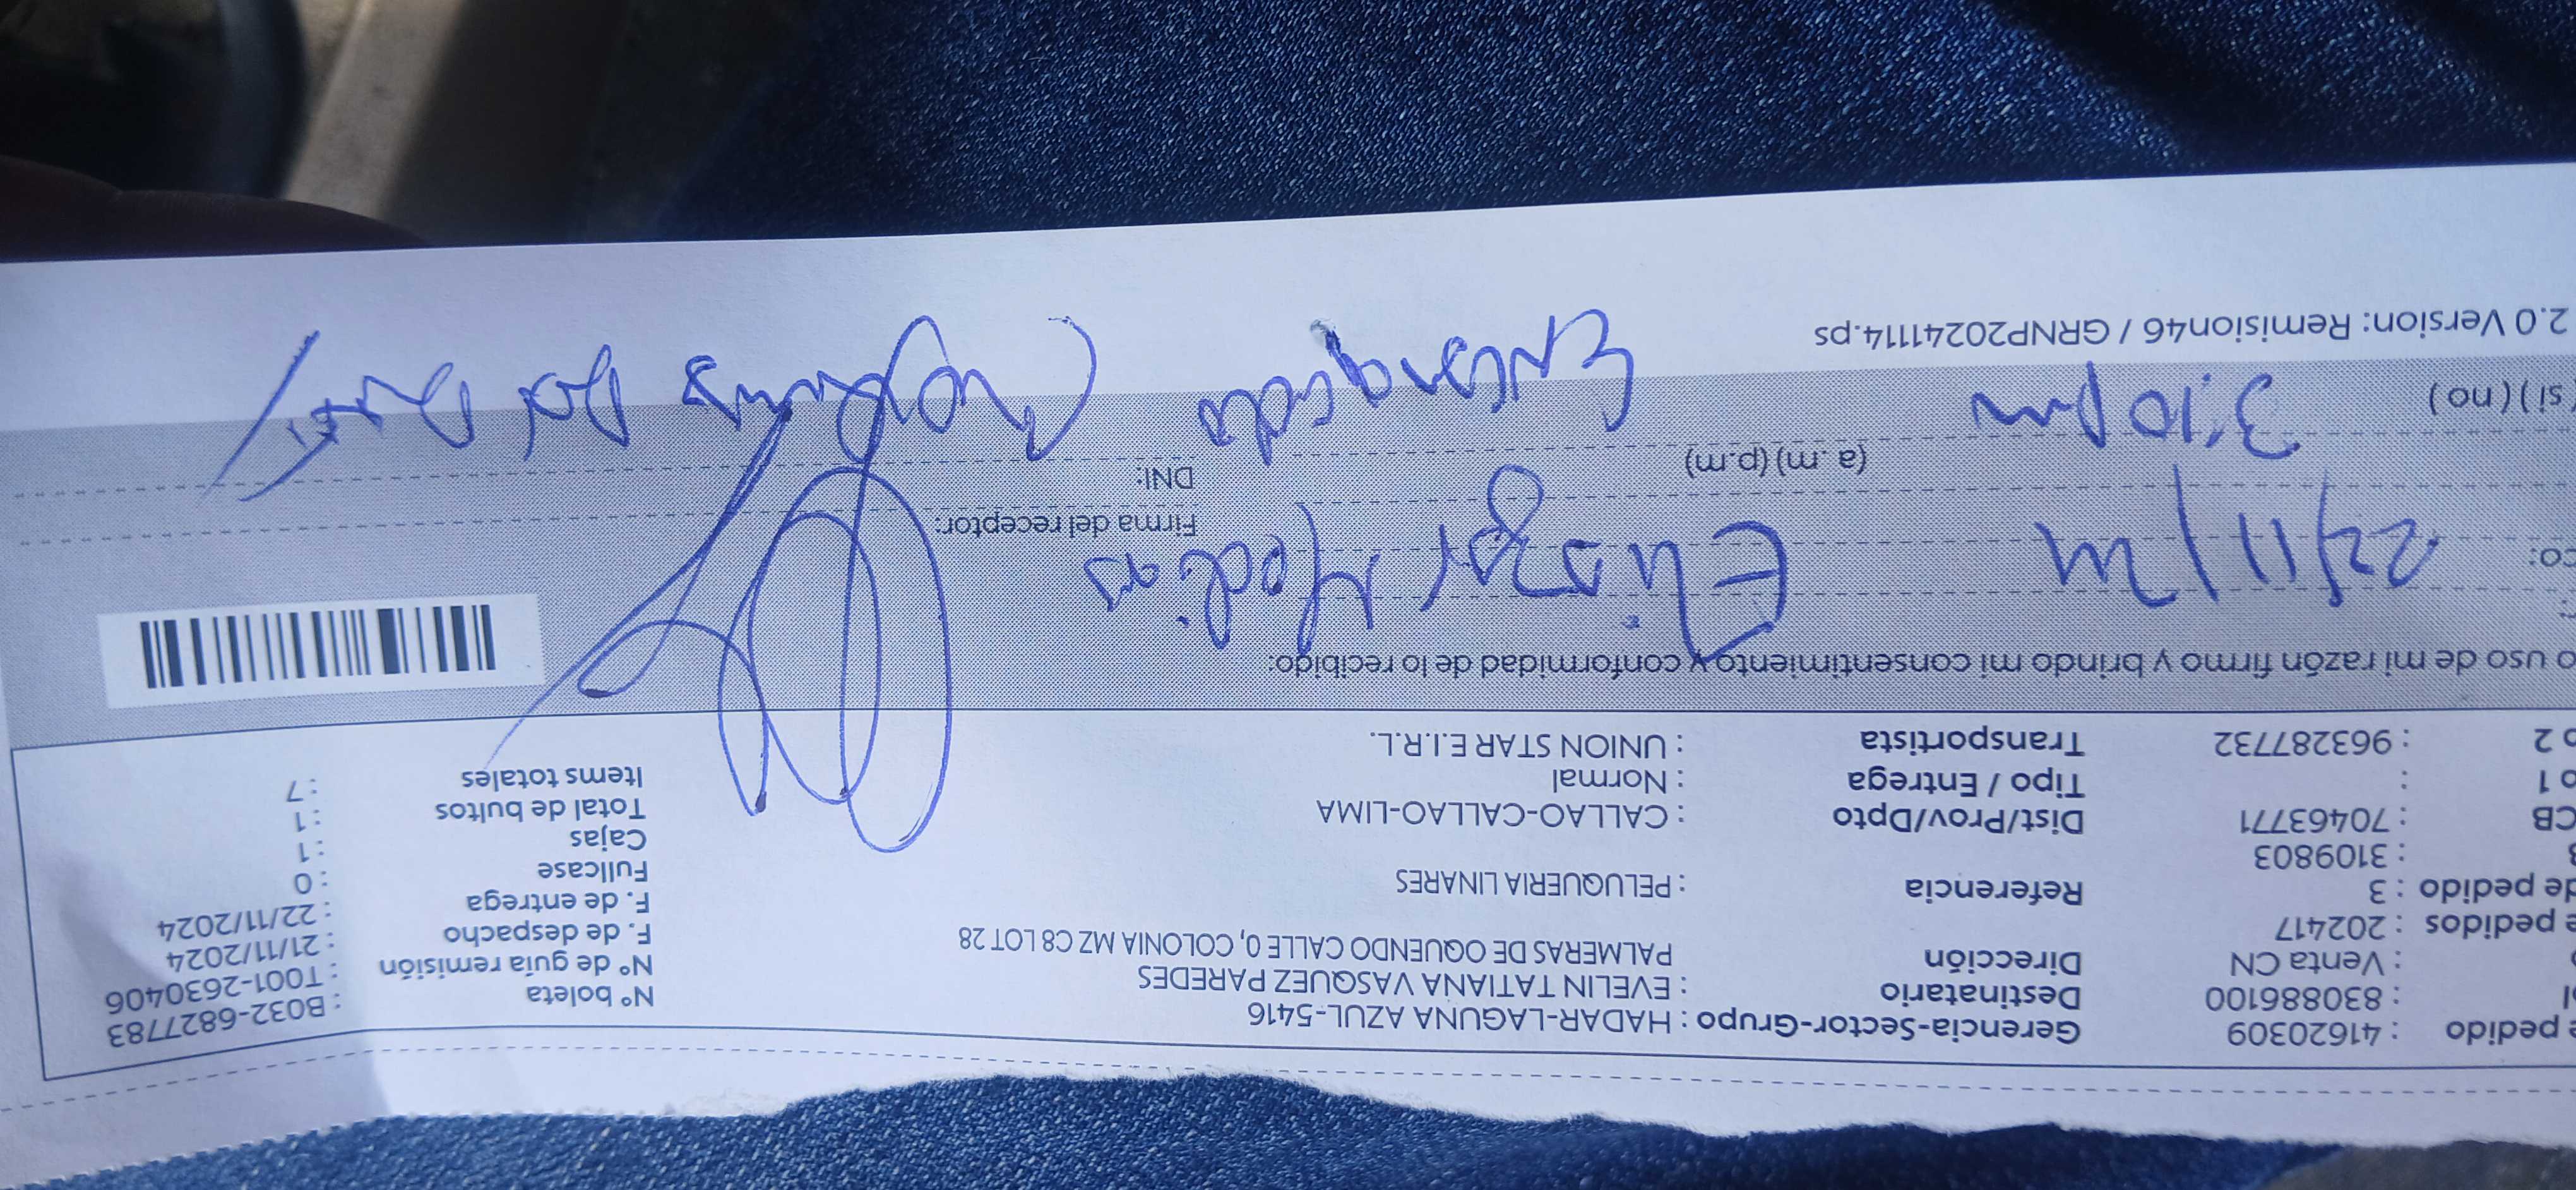 e pedido : 41620309 Gerencia-Sector-Grupo : HADAR-LAGUNA AZUL-5416 Nº boleta : B032-6827783
: 830886100 Destinatario : EVELIN TATIANA VASQUEZ PAREDES Nº de guía remisión : T001-2630406
: Venta CN Dirección PALMERAS DE OQUENDO CALLE 0, COLONIA MZ C8 LOT 28 F. de despacho : 21/11/2024
e pedidos : 202417 F. de entrega : 22/11/2024
de pedido : 3 Referencia : PELUQUERIA LINARES Fullcase : 0
: 3109803 Cajas : 1
CB : 70463771 Dist/Prov/Dpto : CALLAO-CALLAO-LIMA Total de bultos : 1
o 1 : Tipo / Entrega : Normal Items totales : 7
o 2 : 963287732 Transportista : UNION STAR E.I.R.L.
o uso de mi razón firmo y brindo mi consentimiento y conformidad de lo recibido:
co: 22/11/24 Firma del receptor:
(a. m) (p.m) DNI:
si ) ( no ) 3:10 pm
2.0 Version: Remision46 / GRNP20241114.ps